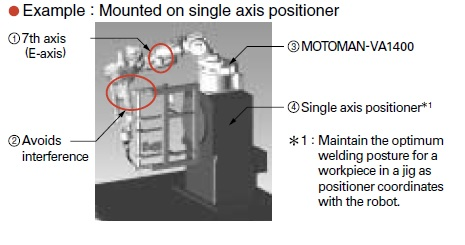 ● Example : Mounted on single axis positioner
①7th axis
(E-axis)
③MOTOMAN-VA1400
④Single axis positioner*1
②Avoids
interference
*1 : Maintain the optimum
welding posture for a
workpiece in a jig as
positioner coordinates
with the robot.